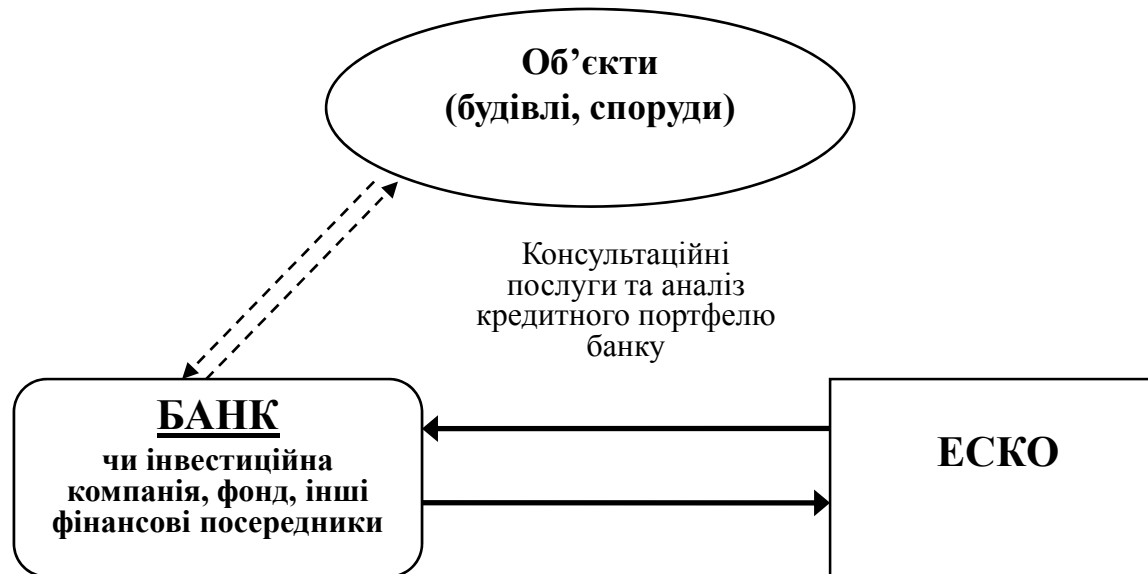 Об’єкти
(будівлі, споруди)
Консультаційні
послуги та аналіз
кредитного портфелю
банку
БАНК
чи інвестиційна
компанія, фонд, інші
фінансові посередники
ЕСКО